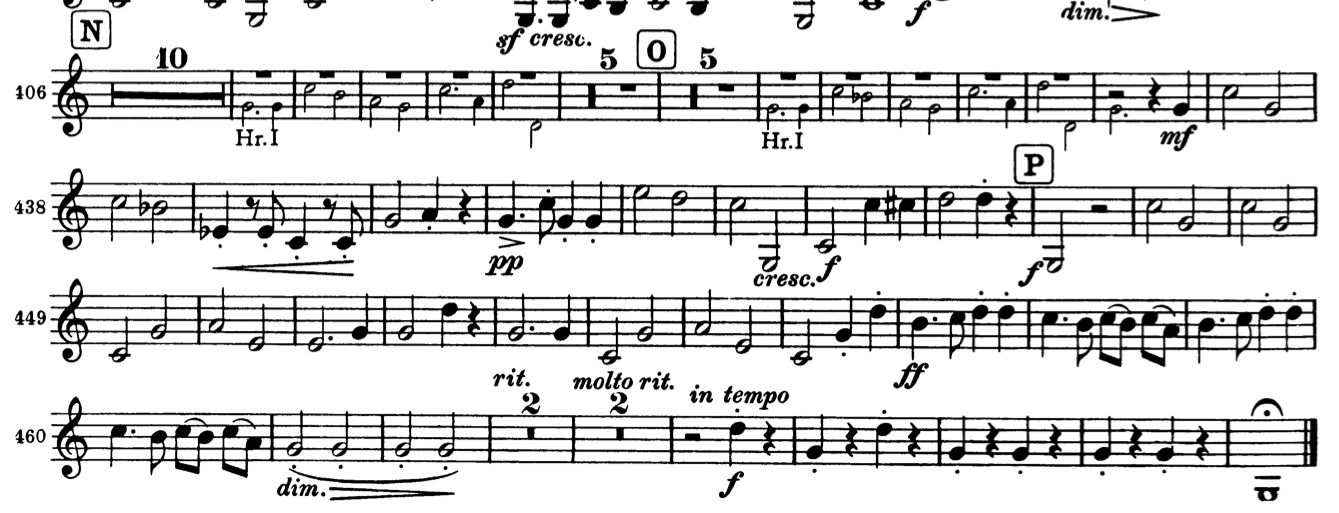 f dim.
N sf cresc.
10 5 O 5
106
Hr.I Hr.I mf
P
438
pp cresc. f f
449
rit. molto rit. ff
2 2 in tempo
460
dim. f